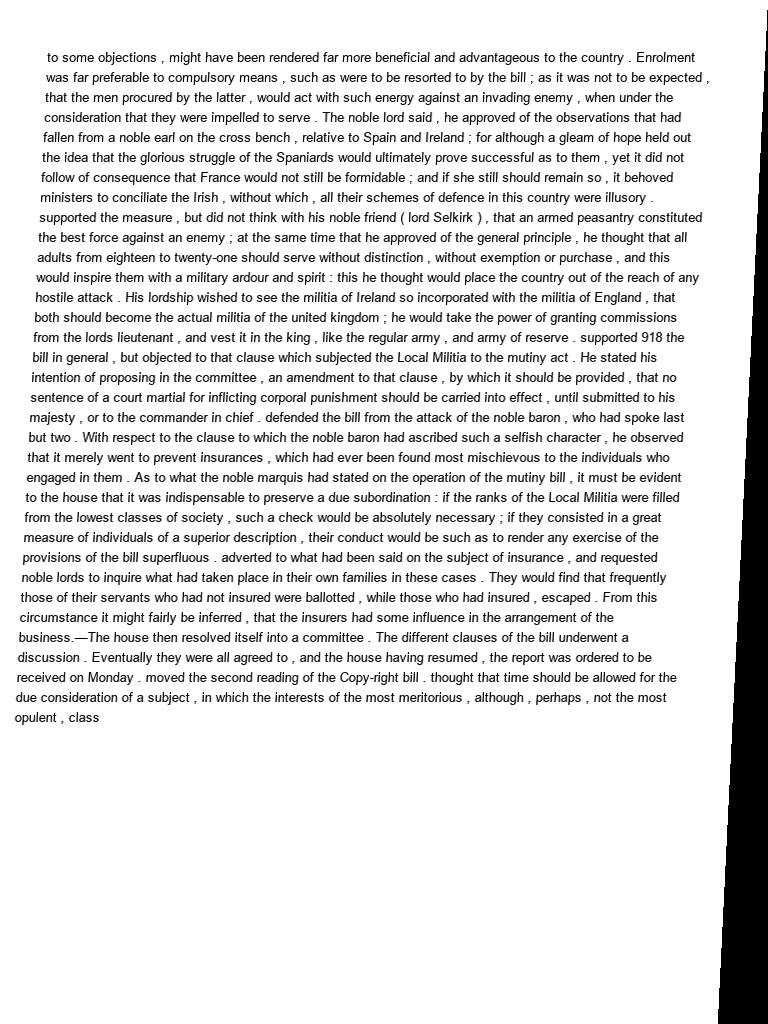 to some objections , might have been rendered far more beneficial and advantageous to the country . Enrolment
was far preferable to compulsory means , such as were to be resorted to by the bill ; as it was not to be expected ,
that the men procured by the latter , would act with such energy against an invading enemy , when under the
consideration that they were impelled to serve . The noble lord said , he approved of the observations that had
fallen from a noble earl on the cross bench , relative to Spain and Ireland ; for although a gleam of hope held out
the idea that the glorious struggle of the Spaniards would ultimately prove successful as to them , yet it did not
follow of consequence that France would not still be formidable ; and if she still should remain so , it behoved
ministers to conciliate the Irish , without which , all their schemes of defence in this country were illusory .
supported the measure , but did not think with his noble friend ( lord Selkirk ) , that an armed peasantry constituted
the best force against an enemy ; at the same time that he approved of the general principle , he thought that all
adults from eighteen to twenty-one should serve without distinction , without exemption or purchase , and this
would inspire them with a military ardour and spirit : this he thought would place the country out of the reach of any
hostile attack . His lordship wished to see the militia of Ireland so incorporated with the militia of England , that
both should become the actual militia of the united kingdom ; he would take the power of granting commissions
from the lords lieutenant , and vest it in the king , like the regular army , and army of reserve . supported 918 the
bill in general , but objected to that clause which subjected the Local Militia to the mutiny act . He stated his
intention of proposing in the committee , an amendment to that clause , by which it should be provided , that no
sentence of a court martial for inflicting corporal punishment should be carried into effect , until submitted to his
majesty , or to the commander in chief . defended the bill from the attack of the noble baron , who had spoke last
but two . With respect to the clause to which the noble baron had ascribed such a selfish character , he observed
that it merely went to prevent insurances , which had ever been found most mischievous to the individuals who
engaged in them . As to what the noble marquis had stated on the operation of the mutiny bill , it must be evident
to the house that it was indispensable to preserve a due subordination : if the ranks of the Local Militia were filled
from the lowest classes of society , such a check would be absolutely necessary ; if they consisted in a great
measure of individuals of a superior description , their conduct would be such as to render any exercise of the
provisions of the bill superfluous . adverted to what had been said on the subject of insurance , and requested
noble lords to inquire what had taken place in their own families in these cases . They would find that frequently
those of their servants who had not insured were ballotted , while those who had insured , escaped . From this
circumstance it might fairly be inferred , that the insurers had some influence in the arrangement of the
business.—The house then resolved itself into a committee . The different clauses of the bill underwent a
discussion . Eventually they were all agreed to , and the house having resumed , the report was ordered to be
received on Monday . moved the second reading of the Copy-right bill . thought that time should be allowed for the
due consideration of a subject , in which the interests of the most meritorious , although , perhaps , not the most
opulent , class